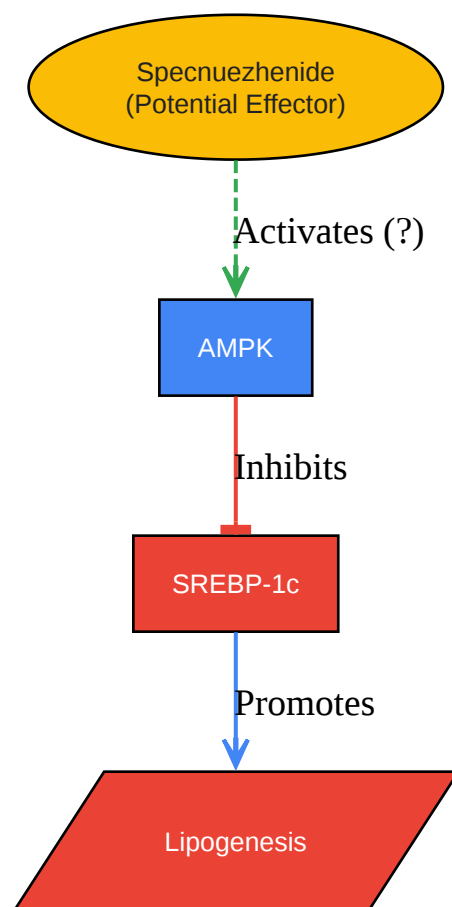 Specnuezhenide
(Potential Effector)
Activates (?)
AMPK
Inhibits
SREBP-1c
Promotes
Lipogenesis